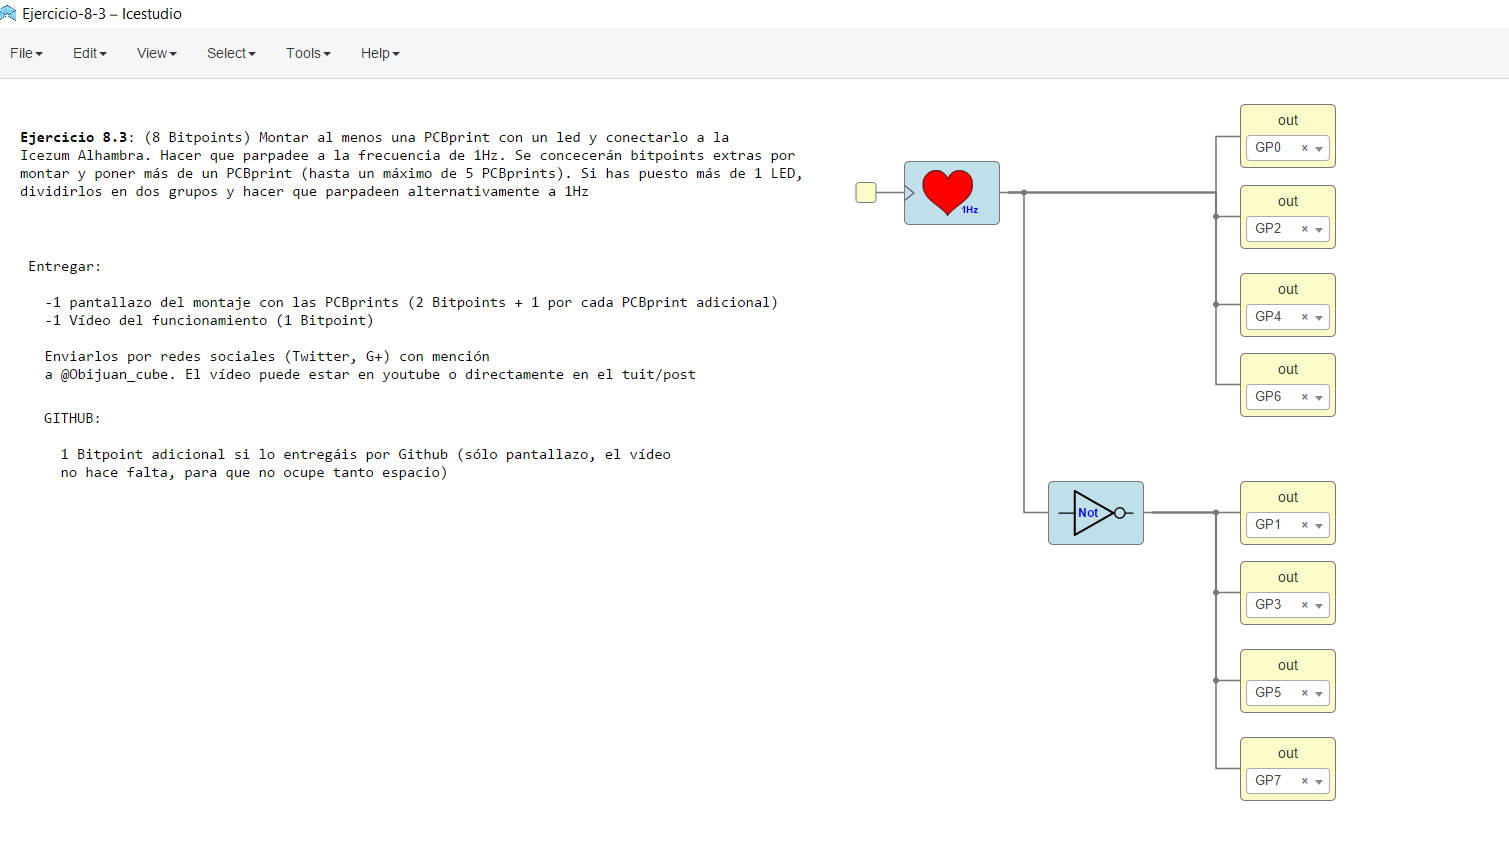 Ejercicio-8-3 – Icestudio
File Edit View Select Tools Help
Ejercicio 8.3: (8 Bitpoints) Montar al menos una PCBprint con un led y conectarlo a la
Icezum Alhambra. Hacer que parpadee a la frecuencia de 1Hz. Se concecerán bitpoints extras por
montar y poner más de un PCBprint (hasta un máximo de 5 PCBprints). Si has puesto más de 1 LED,
dividirlos en dos grupos y hacer que parpadeen alternativamente a 1Hz
Entregar:
-1 pantallazo del montaje con las PCBprints (2 Bitpoints + 1 por cada PCBprint adicional)
-1 Vídeo del funcionamiento (1 Bitpoint)
Enviarlos por redes sociales (Twitter, G+) con mención
a @Obijuan_cube. El vídeo puede estar en youtube o directamente en el tuit/post
GITHUB:
1 Bitpoint adicional si lo entregáis por Github (sólo pantallazo, el vídeo
no hace falta, para que no ocupe tanto espacio)
1Hz
out
GP0 ×
out
GP2 ×
out
GP4 ×
out
GP6 ×
Not
out
GP1 ×
out
GP3 ×
out
GP5 ×
out
GP7 ×